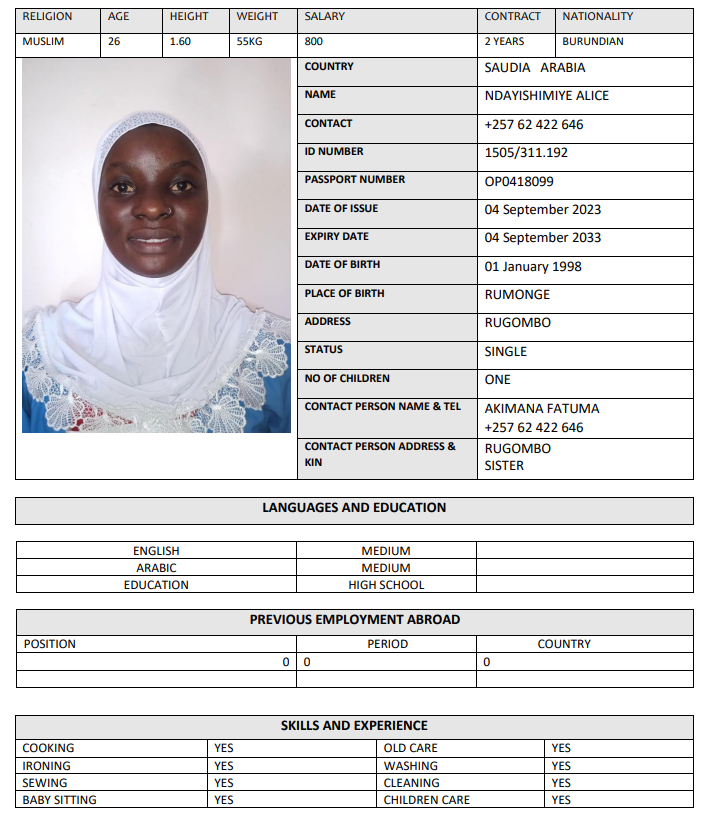 RELIGION AGE HEIGHT WEIGHT SALARY CONTRACT NATIONALITY
MUSLIM 26 1.60 55KG 800 2 YEARS BURUNDIAN
COUNTRY SAUDIA ARABIA
NAME NDAYISHIMIYE ALICE
CONTACT +257 62 422 646
ID NUMBER 1505/311.192
PASSPORT NUMBER OP0418099
DATE OF ISSUE 04 September 2023
EXPIRY DATE 04 September 2033
DATE OF BIRTH 01 January 1998
PLACE OF BIRTH RUMONGE
ADDRESS RUGOMBO
STATUS SINGLE
NO OF CHILDREN ONE
CONTACT PERSON NAME & TEL AKIMANA FATUMA
+257 62 422 646
CONTACT PERSON ADDRESS & RUGOMBO
KIN SISTER
LANGUAGES AND EDUCATION
ENGLISH MEDIUM
ARABIC MEDIUM
EDUCATION HIGH SCHOOL
PREVIOUS EMPLOYMENT ABROAD
POSITION PERIOD COUNTRY
0 0 0
SKILLS AND EXPERIENCE
COOKING YES OLD CARE YES
IRONING YES WASHING YES
SEWING YES CLEANING YES
BABY SITTING YES CHILDREN CARE YES